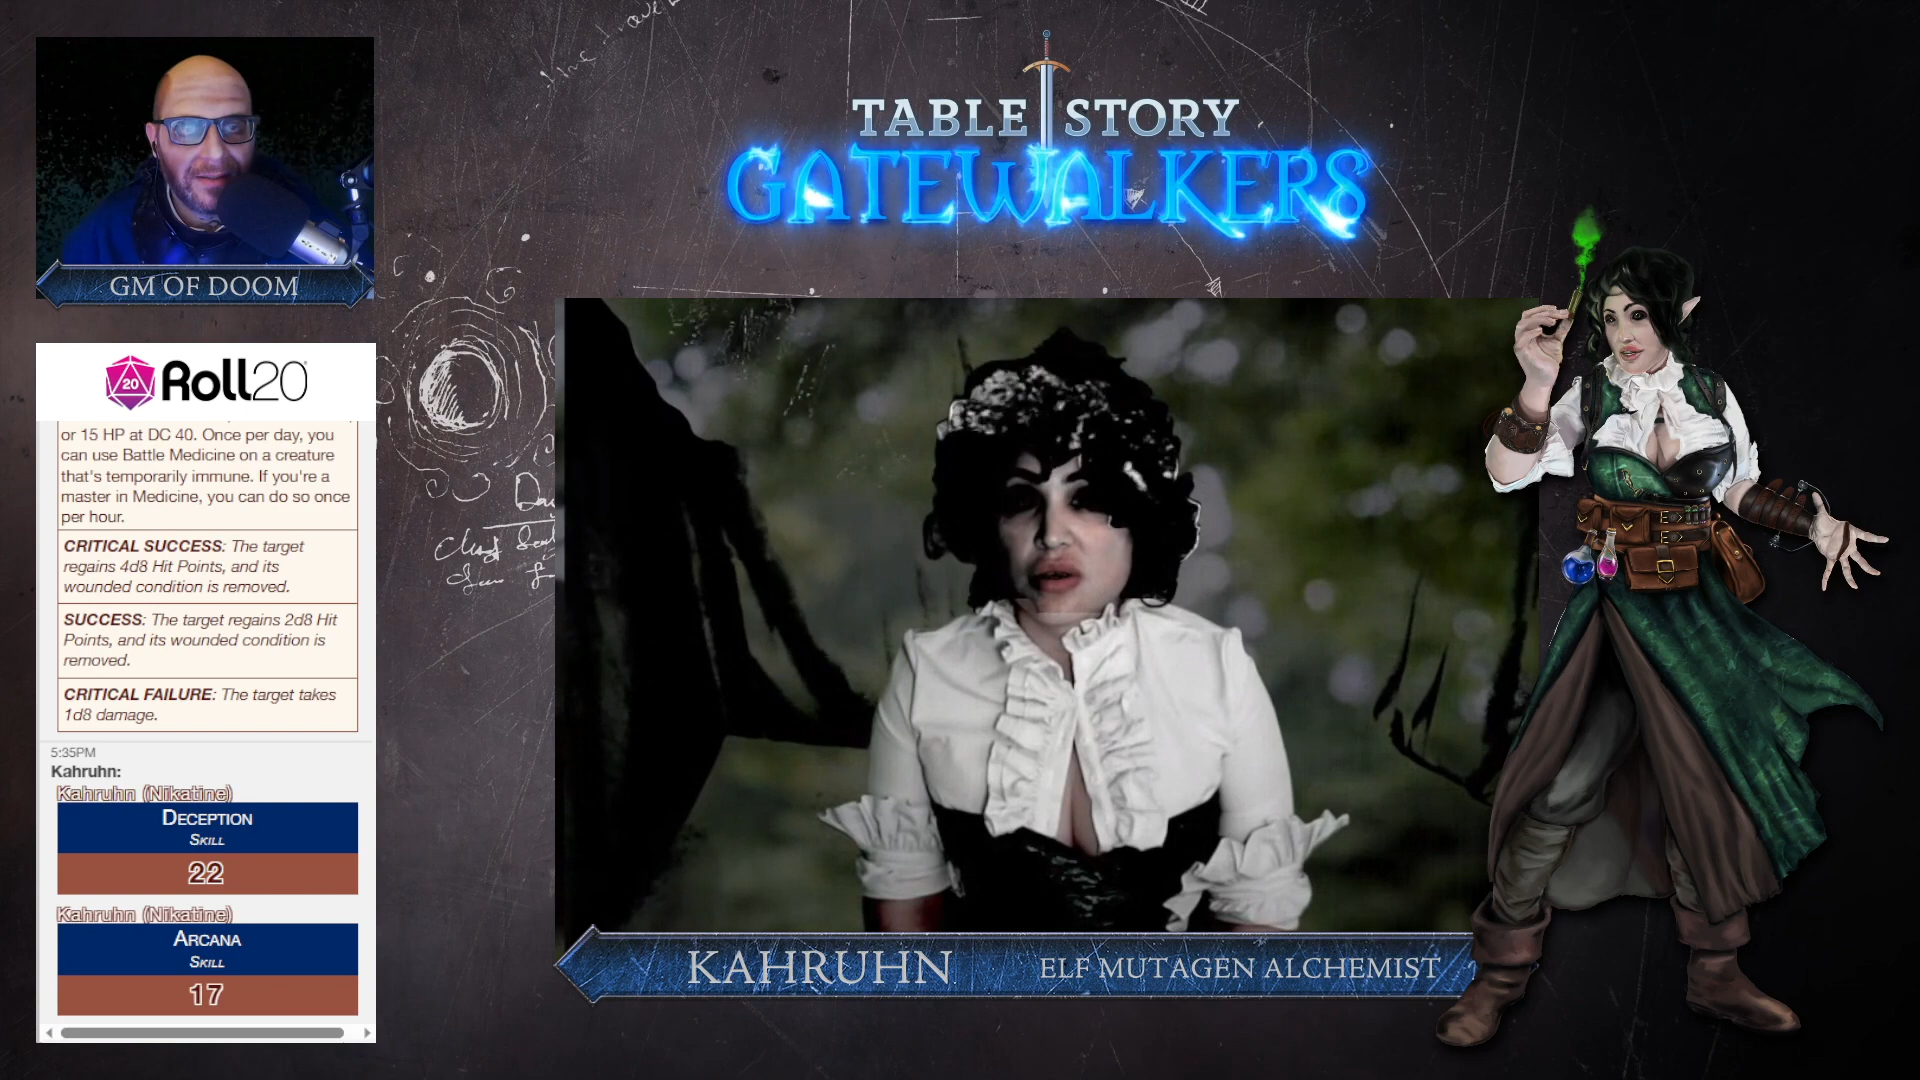 TABLE STORY
GATEWALKERS
GM OF DOOM
20
Roll20
or 15 HP at DC 40. Once per day, you
can use Battle Medicine on a creature
that's temporarily immune. If you're a
master in Medicine, you can do so once
per hour.
CRITICAL SUCCESS: The target
regains 4d8 Hit Points, and its
wounded condition is removed.
SUCCESS: The target regains 2d8 Hit
Points, and its wounded condition is
removed.
CRITICAL FAILURE: The target takes
1d8 damage.
5:35PM
Kahruhn:
Kahruhn (Nikatine)
DECEPTION
SKILL
22
Kahruhn (Nikatine)
ARCANA
SKILL
17
KAHRUHN
ELF MUTAGEN ALCHEMIST